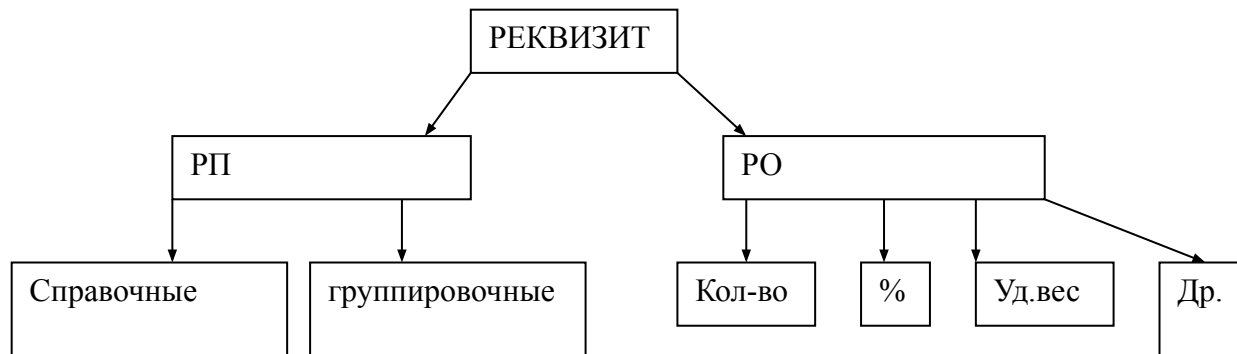 РЕКВИЗИТ
РП
РО
Справочные
группировочные
Кол-во
%
Уд.вес
Др.